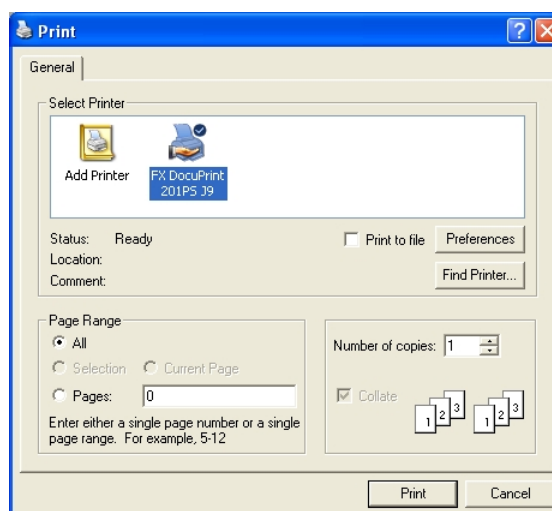 Print
General
Select Printer
Add Printer
FX DocuPrint
201PS J9
Status: Ready
Print to file
Preferences
Location:
Comment:
Find Printer...
Page Range
All
Selection
Current Page
Pages: 0
Enter either a single page number or a single
page range. For example, 5-12
Number of copies: 1
Collate
1 2 3 1 2 3
Print
Cancel